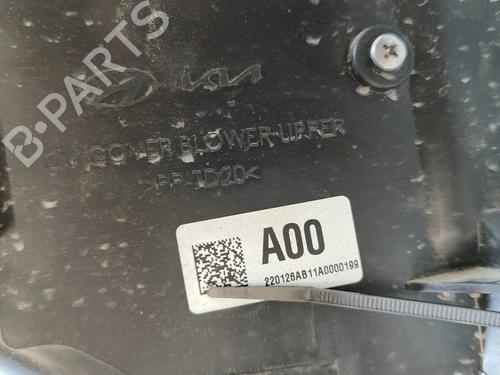 B-PARTS
KIA
COVER BLOWER-UPPER
>PP-TD20<
A00
220126AB11A0000199